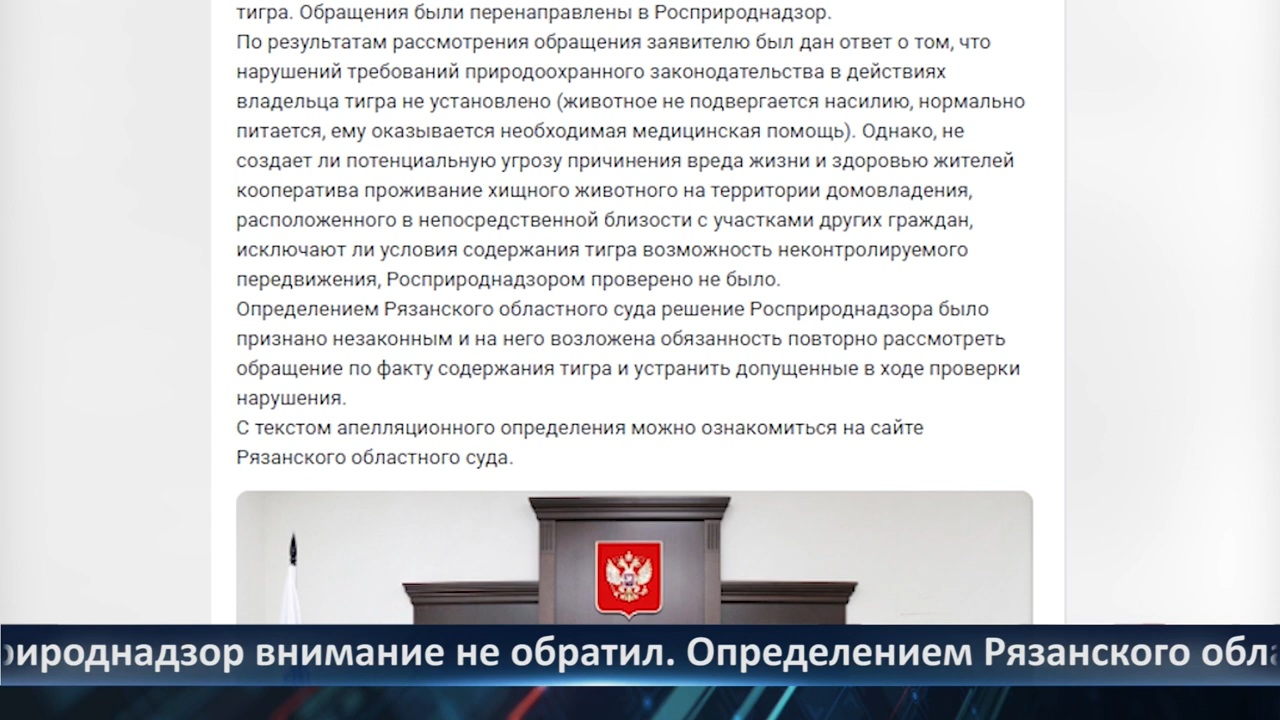 тигра. Обращения были перенаправлены в Росприроднадзор.
По результатам рассмотрения обращения заявителю был дан ответ о том, что
нарушений требований природоохранного законодательства в действиях
владельца тигра не установлено (животное не подвергается насилию, нормально
питается, ему оказывается необходимая медицинская помощь). Однако, не
создает ли потенциальную угрозу причинения вреда жизни и здоровью жителей
кооператива проживание хищного животного на территории домовладения,
расположенного в непосредственной близости с участками других граждан,
исключают ли условия содержания тигра возможность неконтролируемого
передвижения, Росприроднадзором проверено не было.
Определением Рязанского областного суда решение Росприроднадзора было
признано незаконным и на него возложена обязанность повторно рассмотреть
обращение по факту содержания тигра и устранить допущенные в ходе проверки
нарушения.
С текстом апелляционного определения можно ознакомиться на сайте
Рязанского областного суда.
рироднадзор внимание не обратил. Определением Рязанского обла